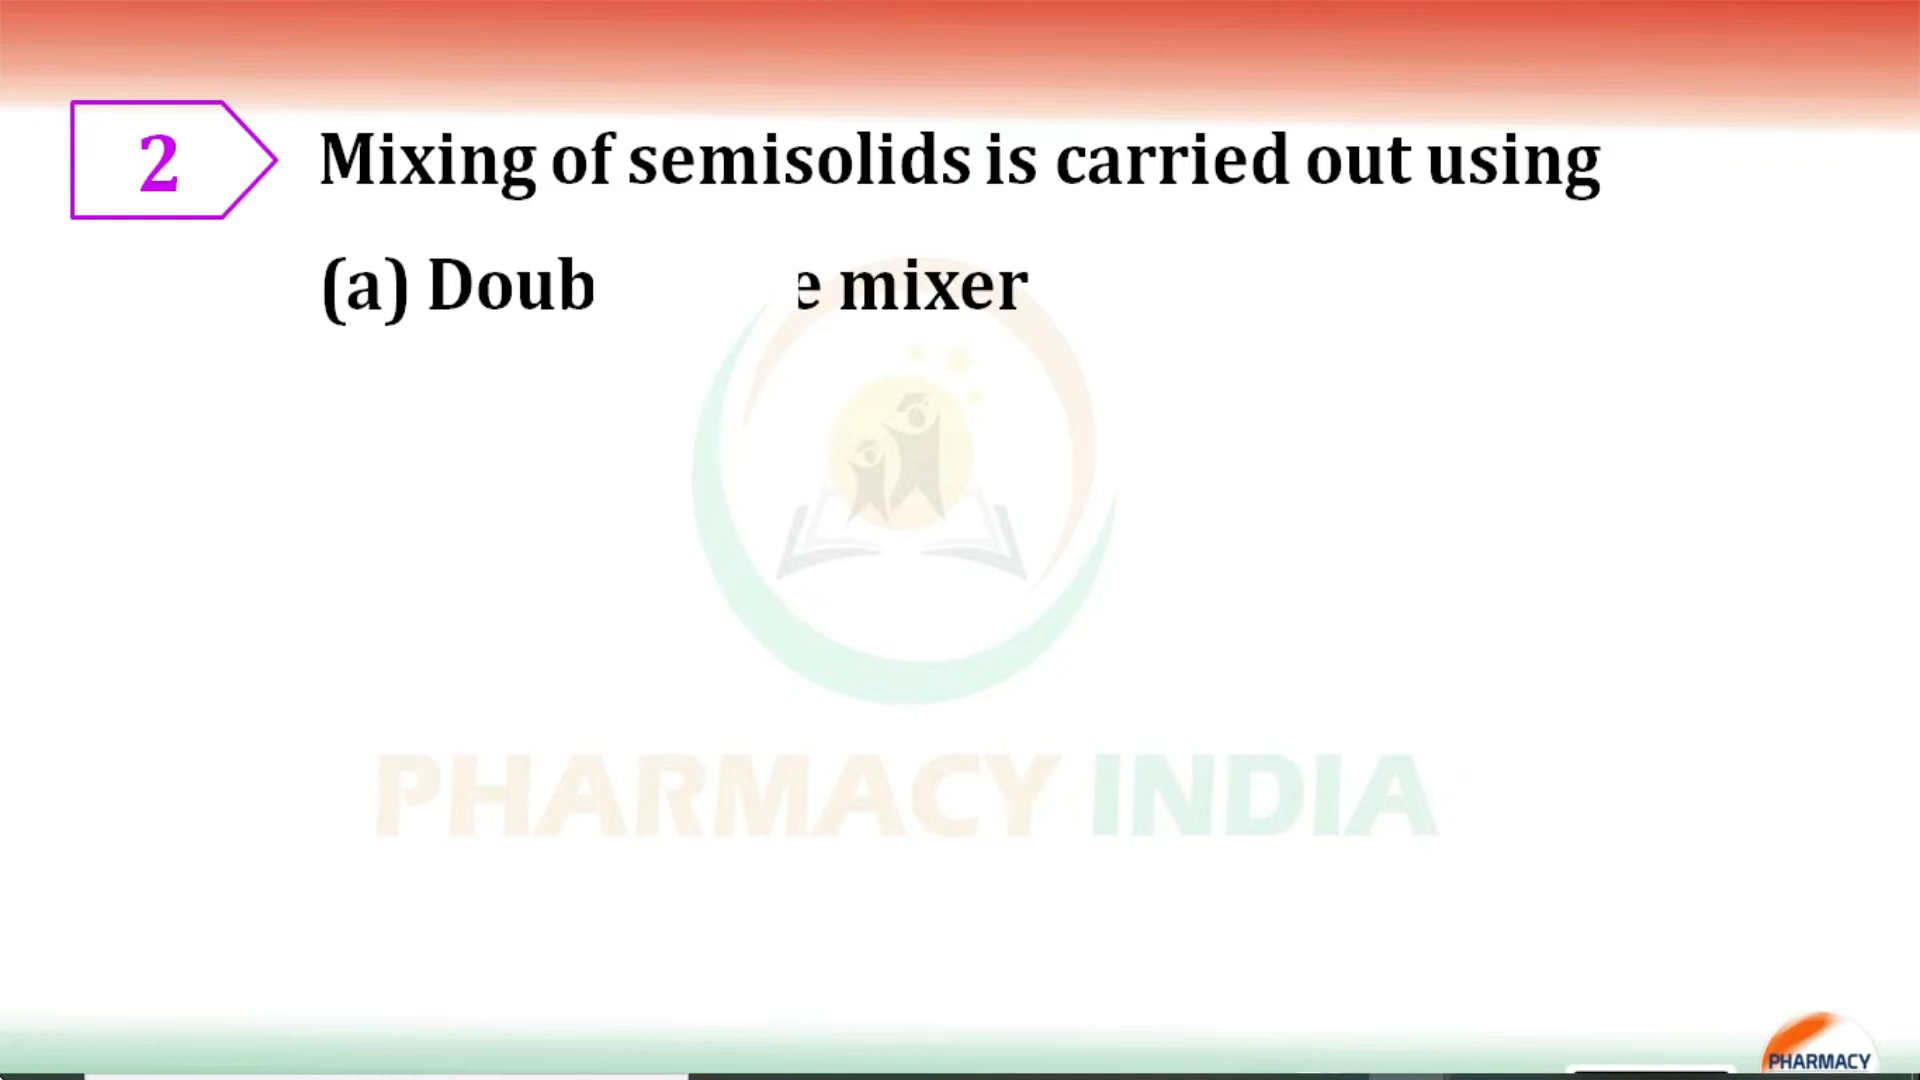 2
Mixing of semisolids is carried out using
(a) Doub e mixer
PHARMACY INDIA
PHARMACY